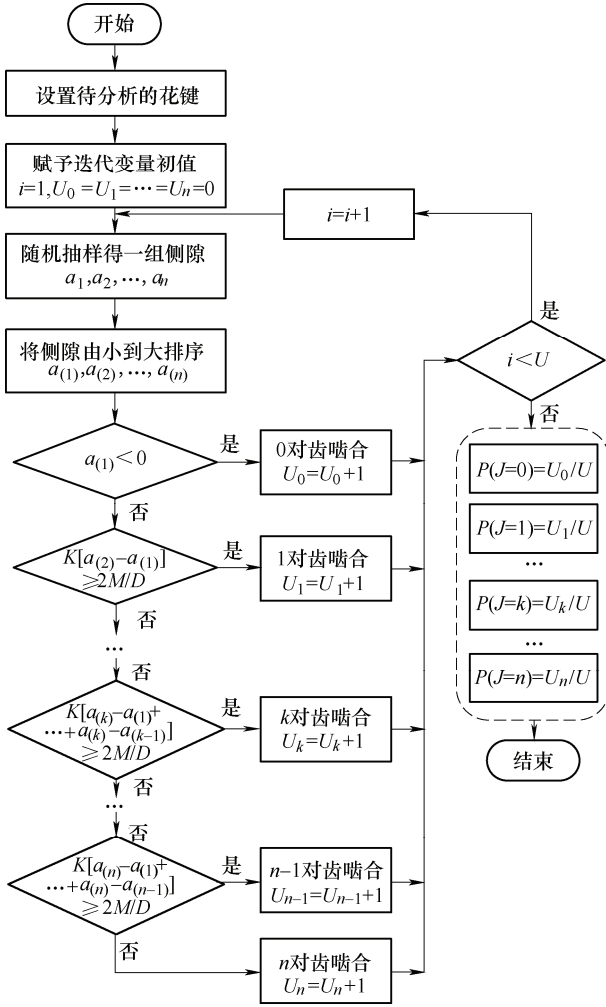 开始
设置待分析的花键
赋予迭代变量初值
i=1,U₀=U₁=…=Uₙ=0
i=i+1
随机抽样得一组侧隙
a₁,a₂,…,aₙ
将侧隙由小到大排序
a₍₁₎,a₍₂₎,…,a₍ₙ₎
是
i<U
否
a₍₁₎<0
是
0对齿啮合
U₀=U₀+1
否
K[a₍₂₎–a₍₁₎]
≥2M/D
是
1对齿啮合
U₁=U₁+1
否
…
否
K[a₍ₖ₎–a₍₁₎+
…+a₍ₖ₎–a₍ₖ₋₁₎]
≥2M/D
是
k对齿啮合
Uₖ=Uₖ+1
否
…
否
K[a₍ₙ₎–a₍₁₎+
…+a₍ₙ₎–a₍ₙ₋₁₎]
≥2M/D
是
n–1对齿啮合
Uₙ₋₁=Uₙ₋₁+1
否
n对齿啮合
Uₙ=Uₙ+1
P(J=0)=U₀/U
P(J=1)=U₁/U
…
P(J=k)=Uₖ/U
…
P(J=n)=Uₙ/U
结束